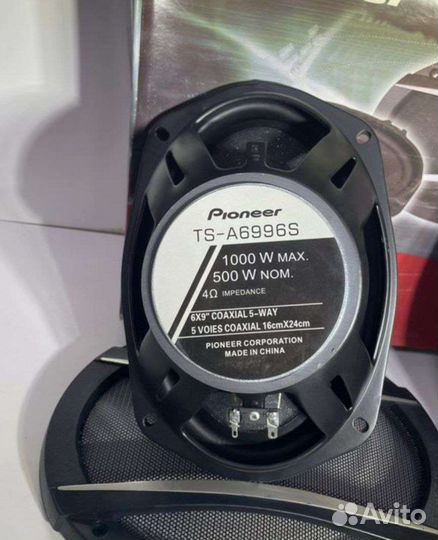 Pioneer
TS-A6996S
1000 W MAX.
500 W NOM.
4Ω IMPEDANCE
6X9" COAXIAL 5-WAY
5 VOIES COAXIAL 16cmX24cm
PIONEER CORPORATION
MADE IN CHINA
Avito